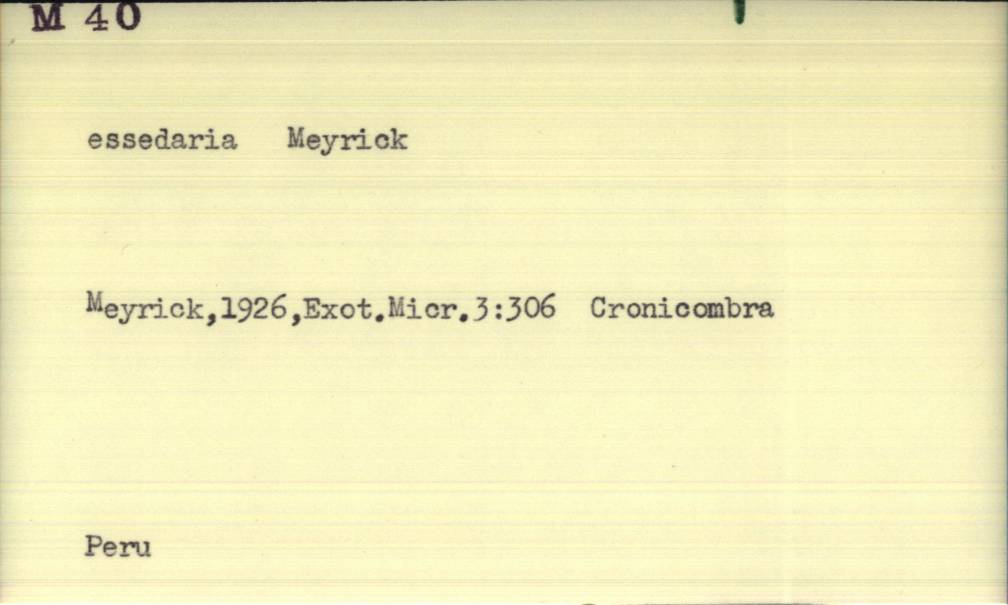 M 40
essedaria Meyrick
Meyrick,1926,Exot.Micr.3:306 Cronicombra
Peru